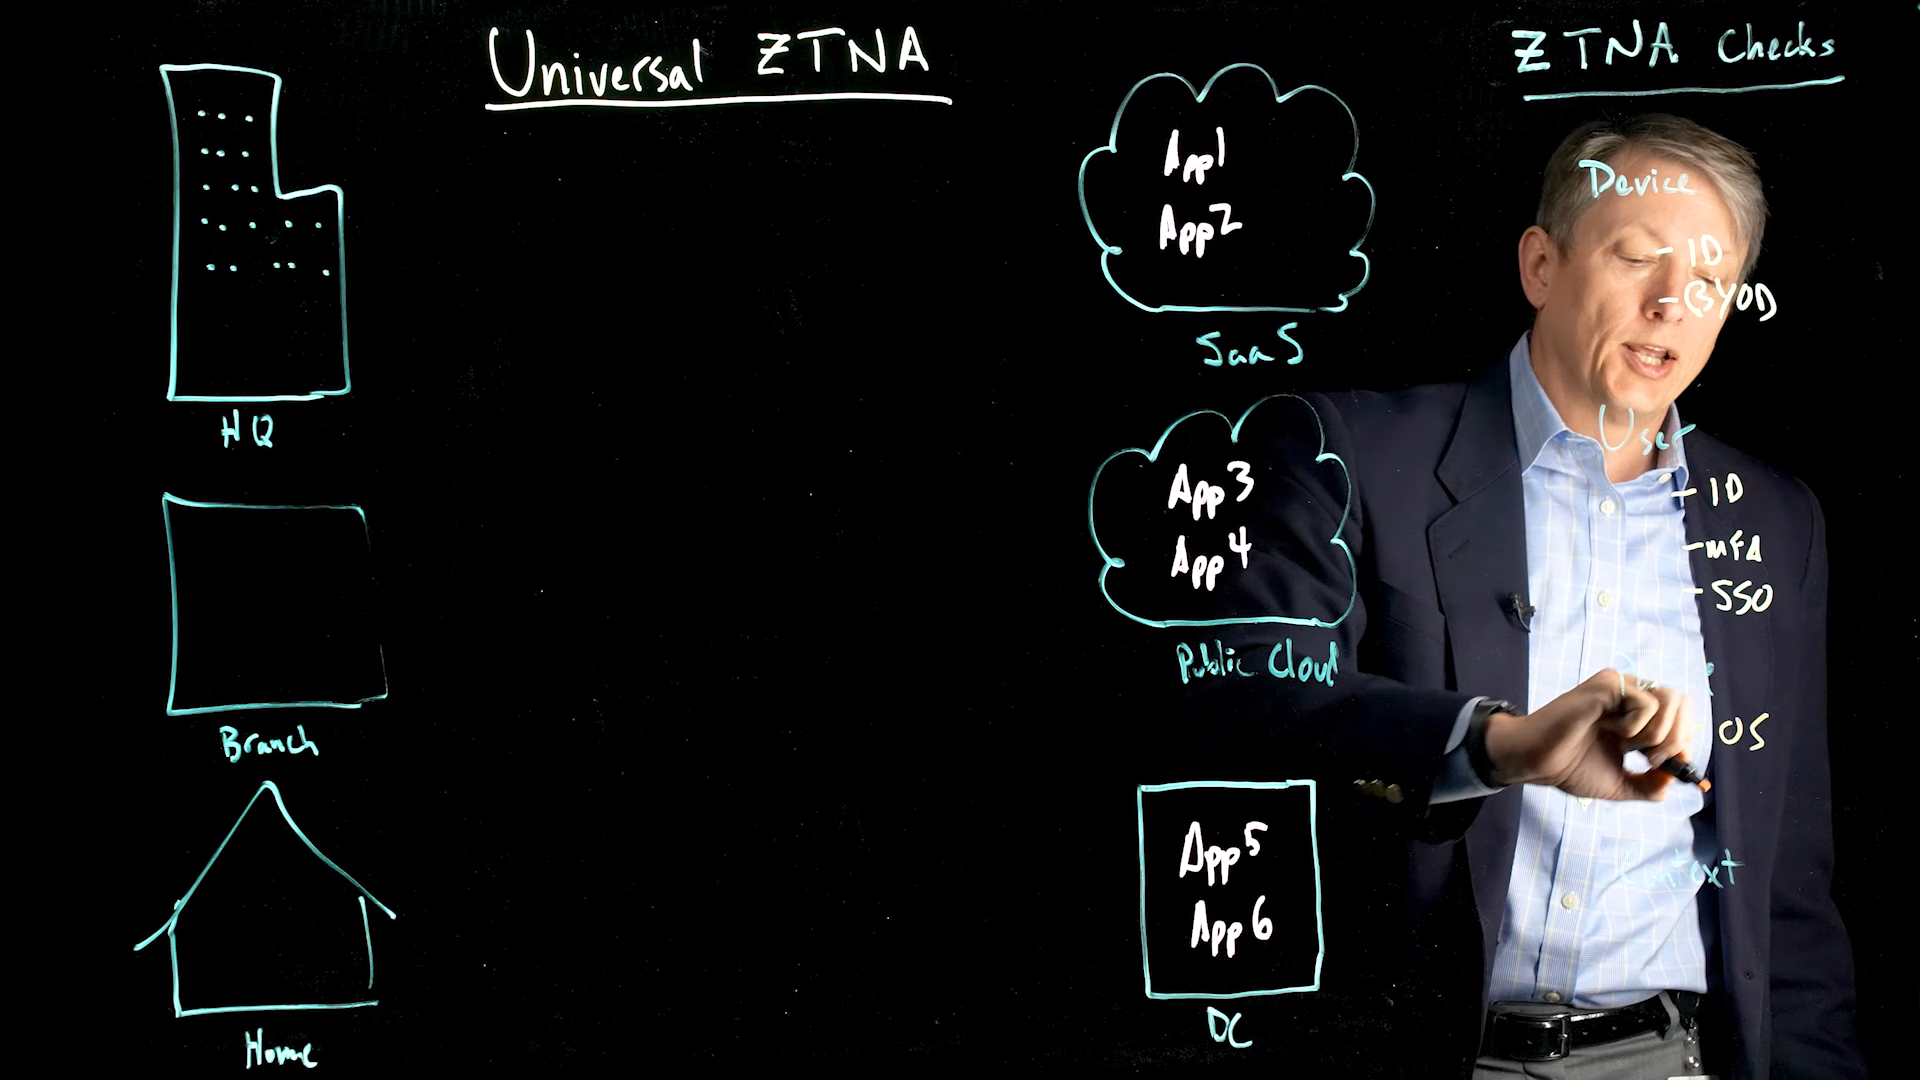 Universal ZTNA
HQ
Branch
Home
App1
App2
SaaS
App3
App4
Public Cloud
App5
App6
DC
ZTNA Checks
Device
- ID
- BYOD
User
- ID
- MFA
- SSO
OS
Context